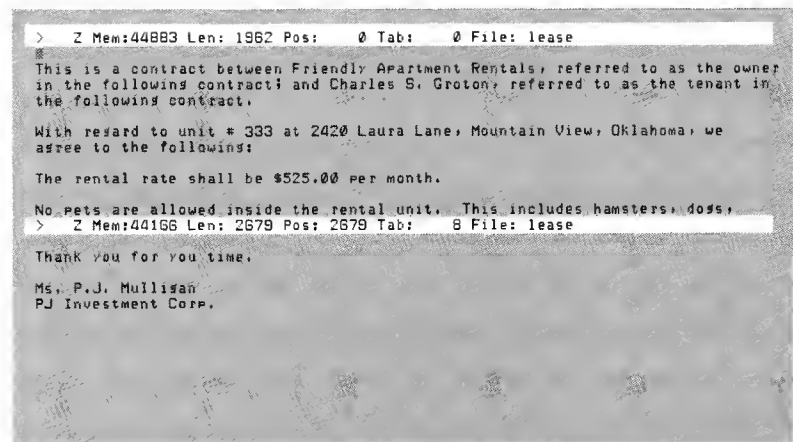 > Z Mem:44883 Len: 1962 Pos: 0 Tab: 0 File: lease
This is a contract between Friendly Apartment Rentals, referred to as the owner
in the following contract; and Charles S. Groton, referred to as the tenant in
the following contract.
With regard to unit # 333 at 2420 Laura Lane, Mountain View, Oklahoma, we
agree to the following:
The rental rate shall be $525.00 per month.
No pets are allowed inside the rental unit. This includes hamsters, dogs,
> Z Mem:44166 Len: 2679 Pos: 2679 Tab: 8 File: lease
Thank you for you time.
Ms. P.J. Mulligan
PJ Investment Corp.